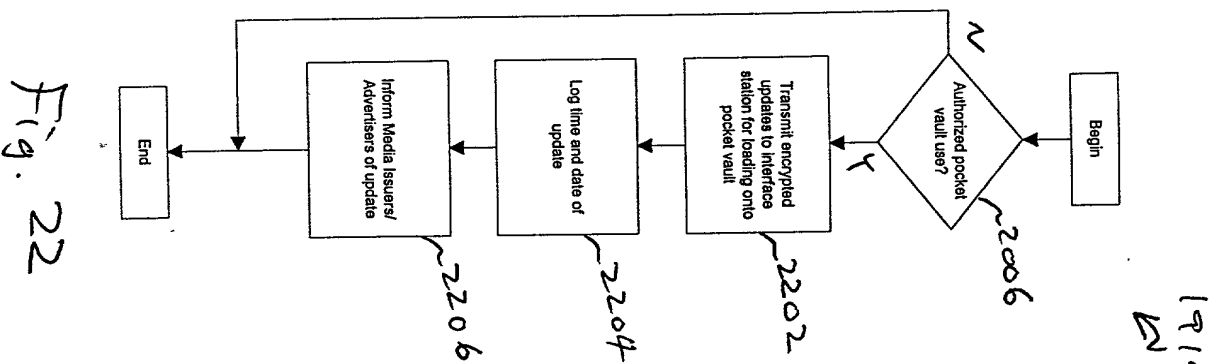 Begin
Authorized pocket
vault use?
2006
N
Y
Transmit encrypted
updates to interface
station for loading onto
pocket vault
2202
Log time and date of
update
2204
Inform Media Issuers/
Advertisers of update
2206
End
Fig. 22